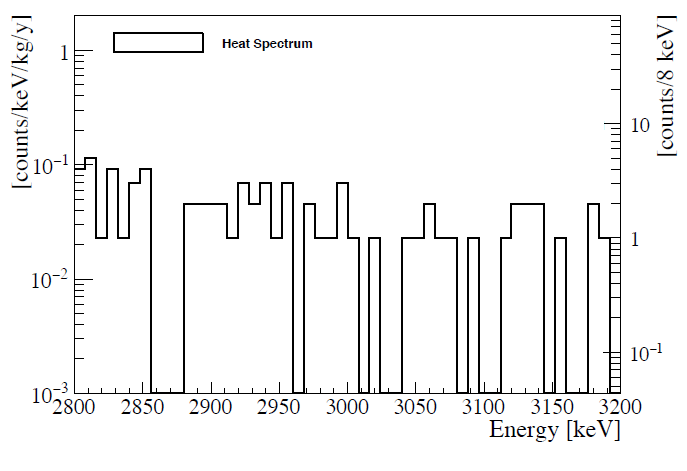 [counts/keV/kg/y]
1
10⁻¹
10⁻²
10⁻³
Heat Spectrum
[counts/8 keV]
10
1
10⁻¹
2800 2850 2900 2950 3000 3050 3100 3150 3200
Energy [keV]